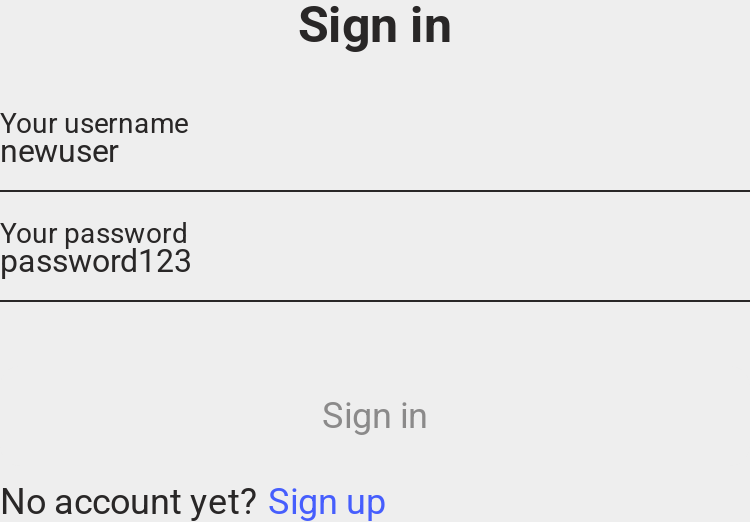 Sign in
Your username
newuser
Your password
password123
Sign in
No account yet? Sign up